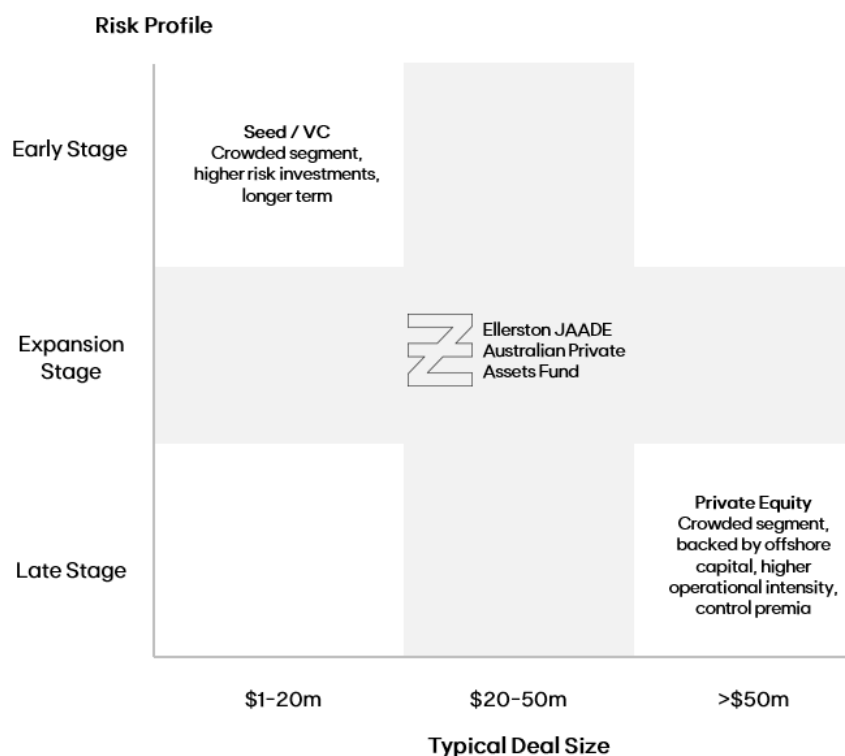 Risk Profile
Early Stage
Seed / VC
Crowded segment,
higher risk investments,
longer term
Expansion
Stage
Ellerston JAADE
Australian Private
Assets Fund
Late Stage
Private Equity
Crowded segment,
backed by offshore
capital, higher
operational intensity,
control premia
$1-20m
$20-50m
>$50m
Typical Deal Size